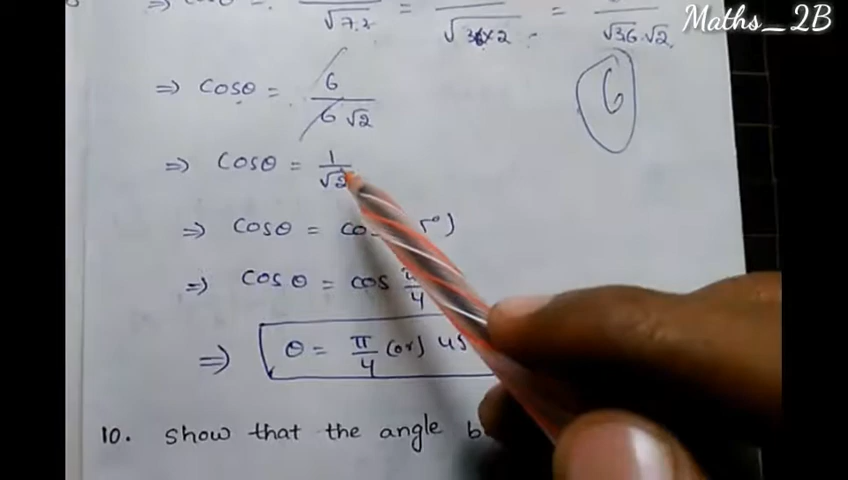 Maths_2B
√7.2 = √36×2 = √36.√2
⇒ cosθ = 6/6√2
6
⇒ cosθ = 1/√2
⇒ cosθ =
⇒ cosθ = cos π/4
⇒ θ = π/4 (or) 45
10. show that the angle